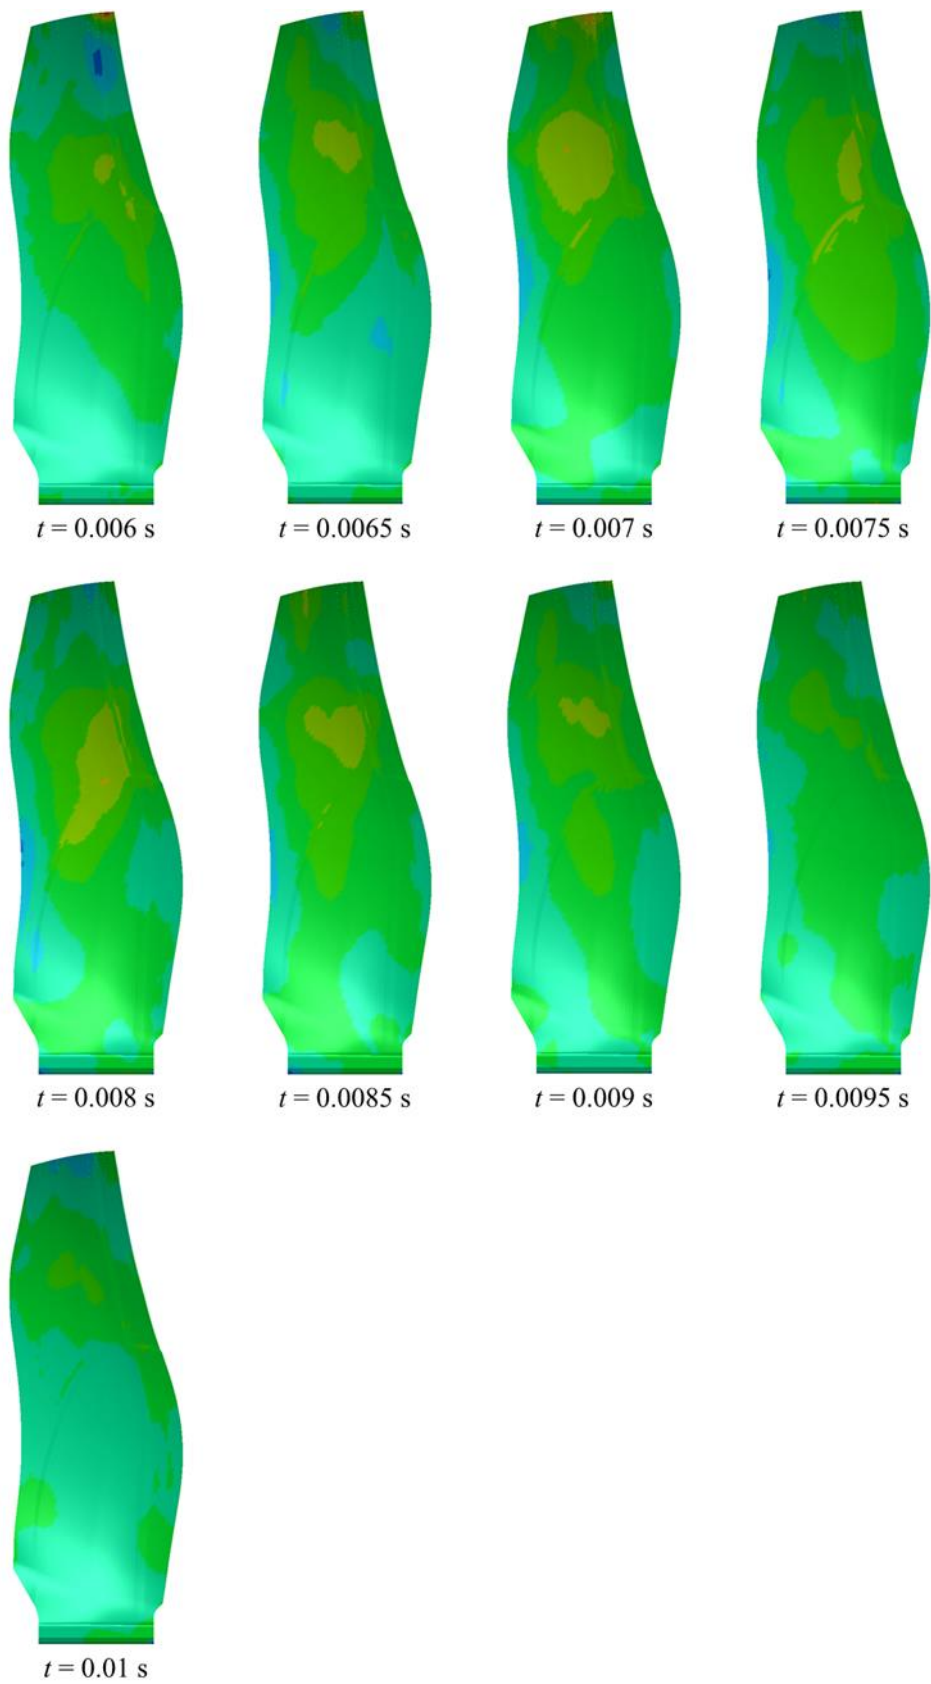 t = 0.006 s
t = 0.0065 s
t = 0.007 s
t = 0.0075 s
t = 0.008 s
t = 0.0085 s
t = 0.009 s
t = 0.0095 s
t = 0.01 s